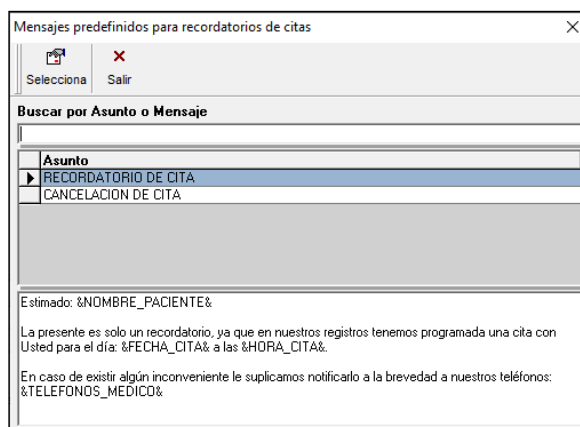 Mensajes predefinidos para recordatorios de citas
Selecciona Salir
Buscar por Asunto o Mensaje
Asunto
RECORDATORIO DE CITA
CANCELACION DE CITA
Estimado: &NOMBRE_PACIENTE&
La presente es solo un recordatorio, ya que en nuestros registros tenemos programada una cita con
Usted para el día: &FECHA_CITA& a las &HORA_CITA&.
En caso de existir algún inconveniente le suplicamos notificarlo a la brevedad a nuestros teléfonos:
&TELEFONOS_MEDICO&